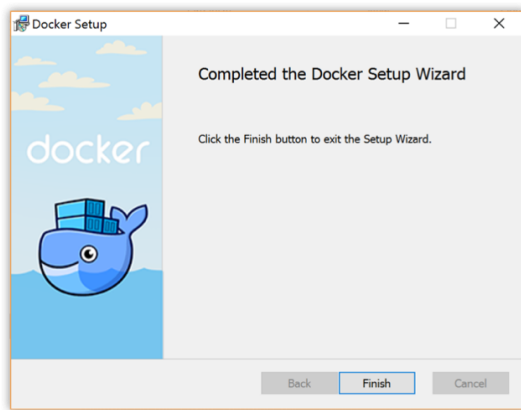 Docker Setup
Completed the Docker Setup Wizard
Click the Finish button to exit the Setup Wizard.
docker
Back
Finish
Cancel